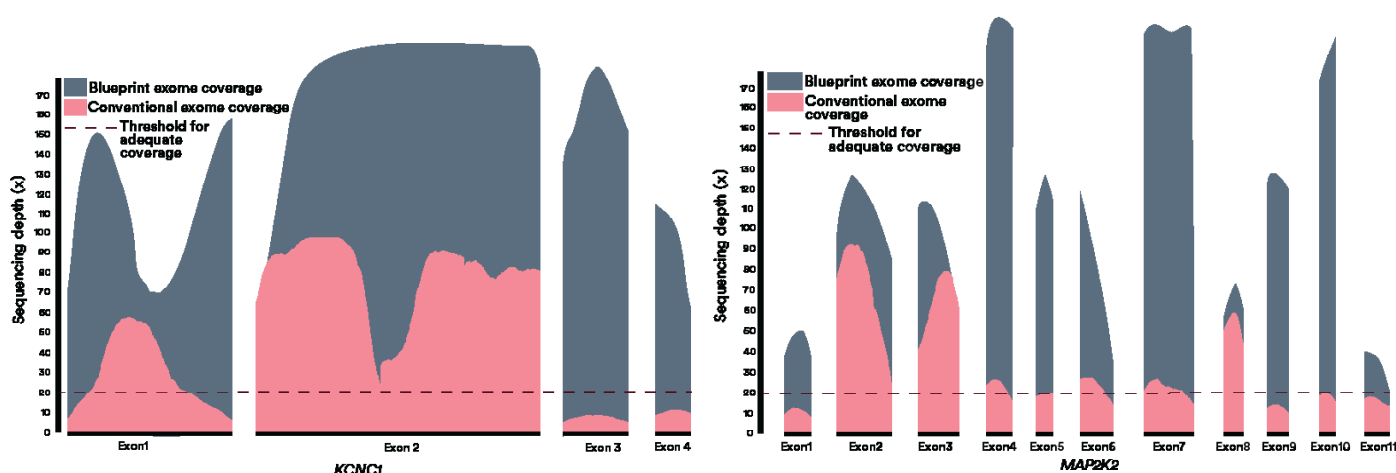 Sequencing depth (x)
170
160
150
140
130
120
110
100
90
80
70
60
50
40
30
20
10
0
Blueprint exome coverage
Conventional exome coverage
Threshold for
adequate
coverage
Exon1
Exon 2
Exon 3
Exon 4
KCNC1
Sequencing depth (x)
170
160
150
140
130
120
110
100
90
80
70
60
50
40
30
20
10
0
Blueprint exome coverage
Conventional exome
coverage
Threshold for
adequate coverage
Exon1
Exon2
Exon3
Exon4
Exon5
Exon6
Exon7
Exon8
Exon9
Exon10
Exon11
MAP2K2